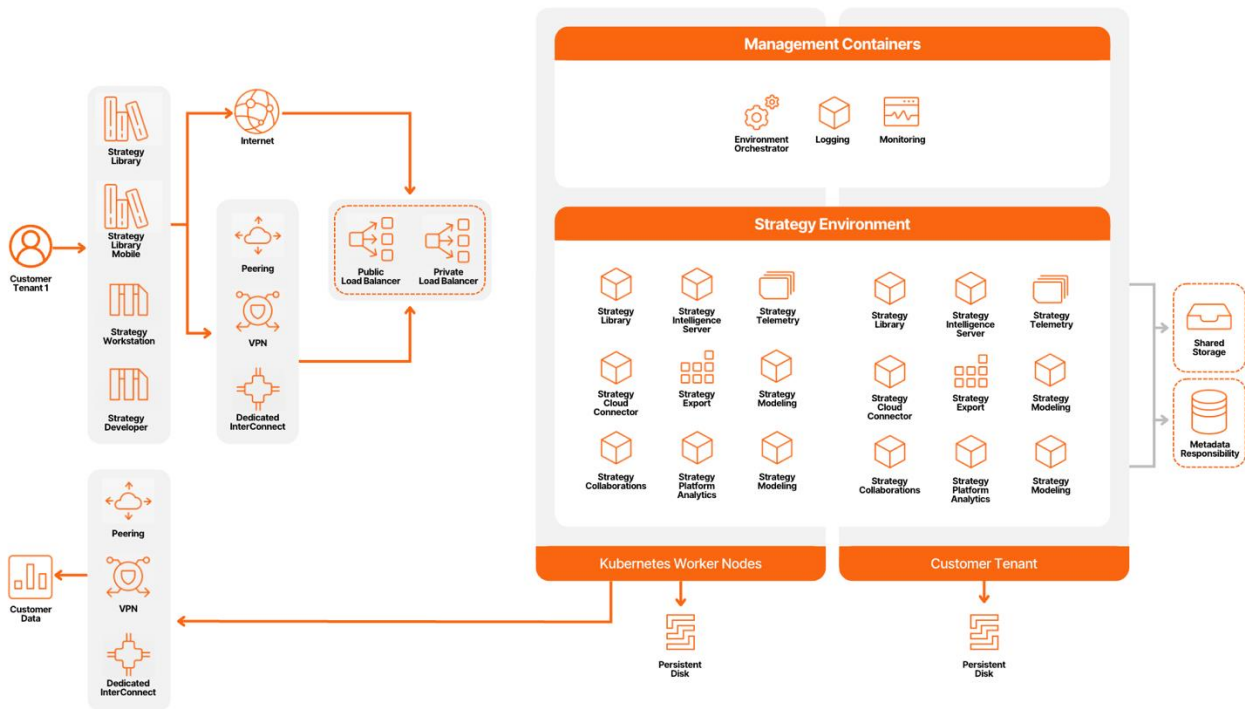 Customer
Tenant 1
Strategy
Library
Strategy
Library
Mobile
Strategy
Workstation
Strategy
Developer
Internet
Peering
VPN
Dedicated
InterConnect
Public
Load Balancer
Private
Load Balancer
Management Containers
Environment
Orchestrator
Logging
Monitoring
Strategy Environment
Strategy
Library
Strategy
Intelligence
Server
Strategy
Telemetry
Strategy
Cloud
Connector
Strategy
Export
Strategy
Modeling
Strategy
Collaborations
Strategy
Platform
Analytics
Strategy
Modeling
Strategy
Library
Strategy
Intelligence
Server
Strategy
Telemetry
Strategy
Cloud
Connector
Strategy
Export
Strategy
Modeling
Strategy
Collaborations
Strategy
Platform
Analytics
Strategy
Modeling
Shared
Storage
Metadata
Responsibility
Kubernetes Worker Nodes
Customer Tenant
Persistent
Disk
Persistent
Disk
Customer
Data
Peering
VPN
Dedicated
InterConnect